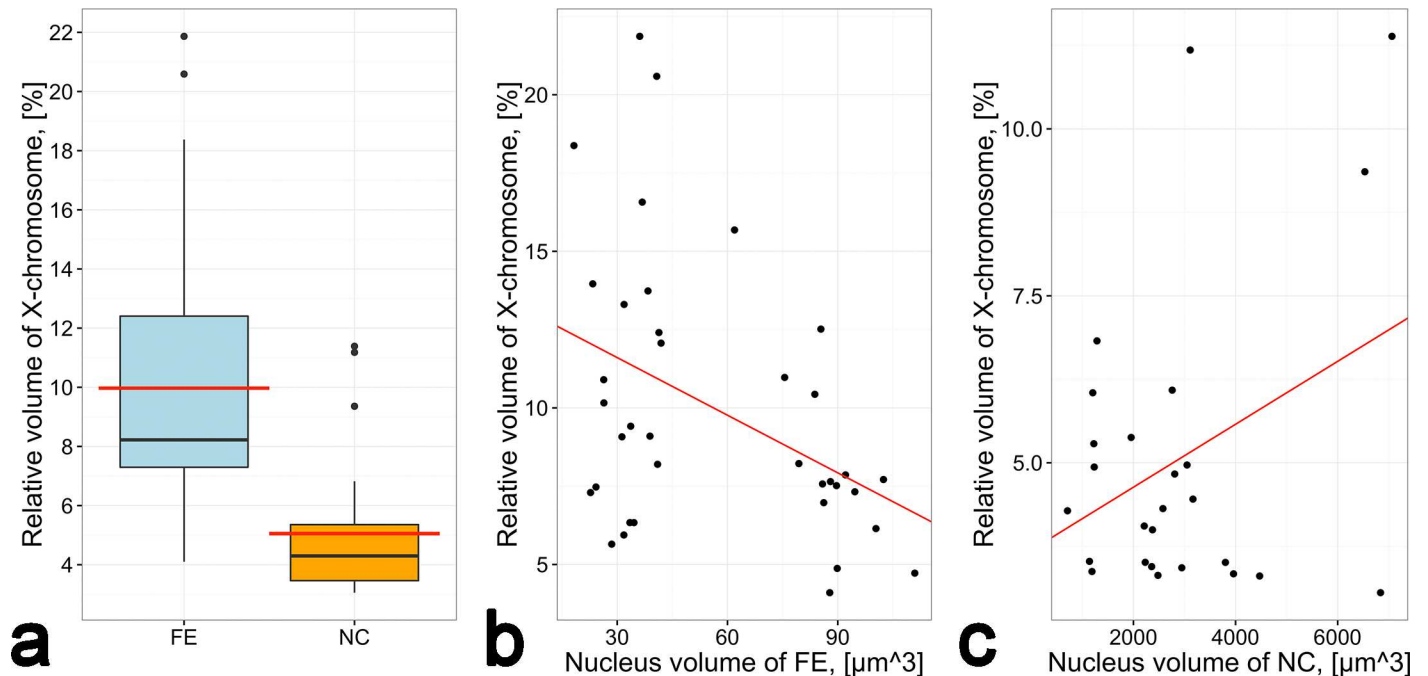 Relative volume of X-chromosome, [%]
22
20
18
16
14
12
10
8
6
4
FE
NC
a
Relative volume of X-chromosome, [%]
20
15
10
5
30
60
90
Nucleus volume of FE, [µm^3]
b
Relative volume of X-chromosome, [%]
10.0
7.5
5.0
2000
4000
6000
Nucleus volume of NC, [µm^3]
c